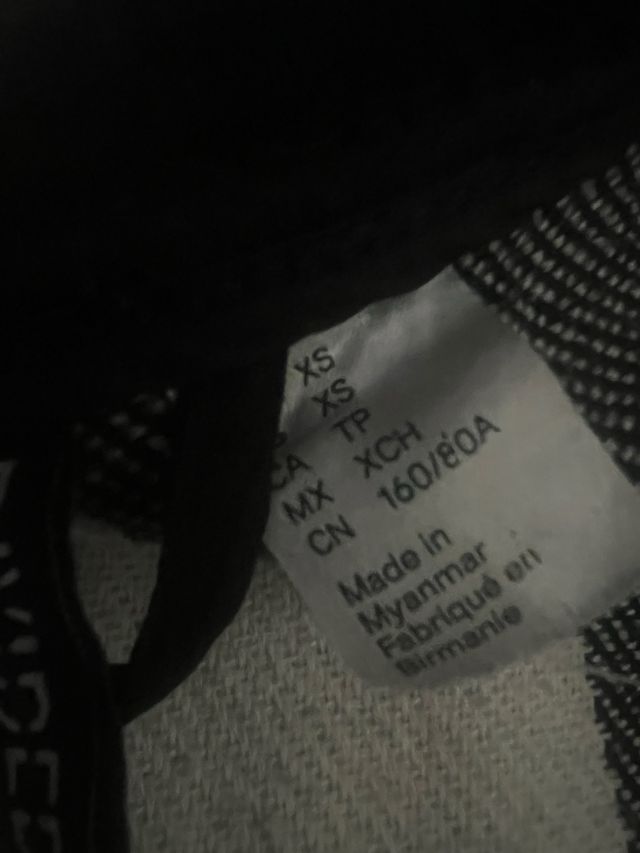 XS
XS
CA TP
MX XCH
CN 160/80A
Made in
Myanmar
Fabriqué en
Birmanie